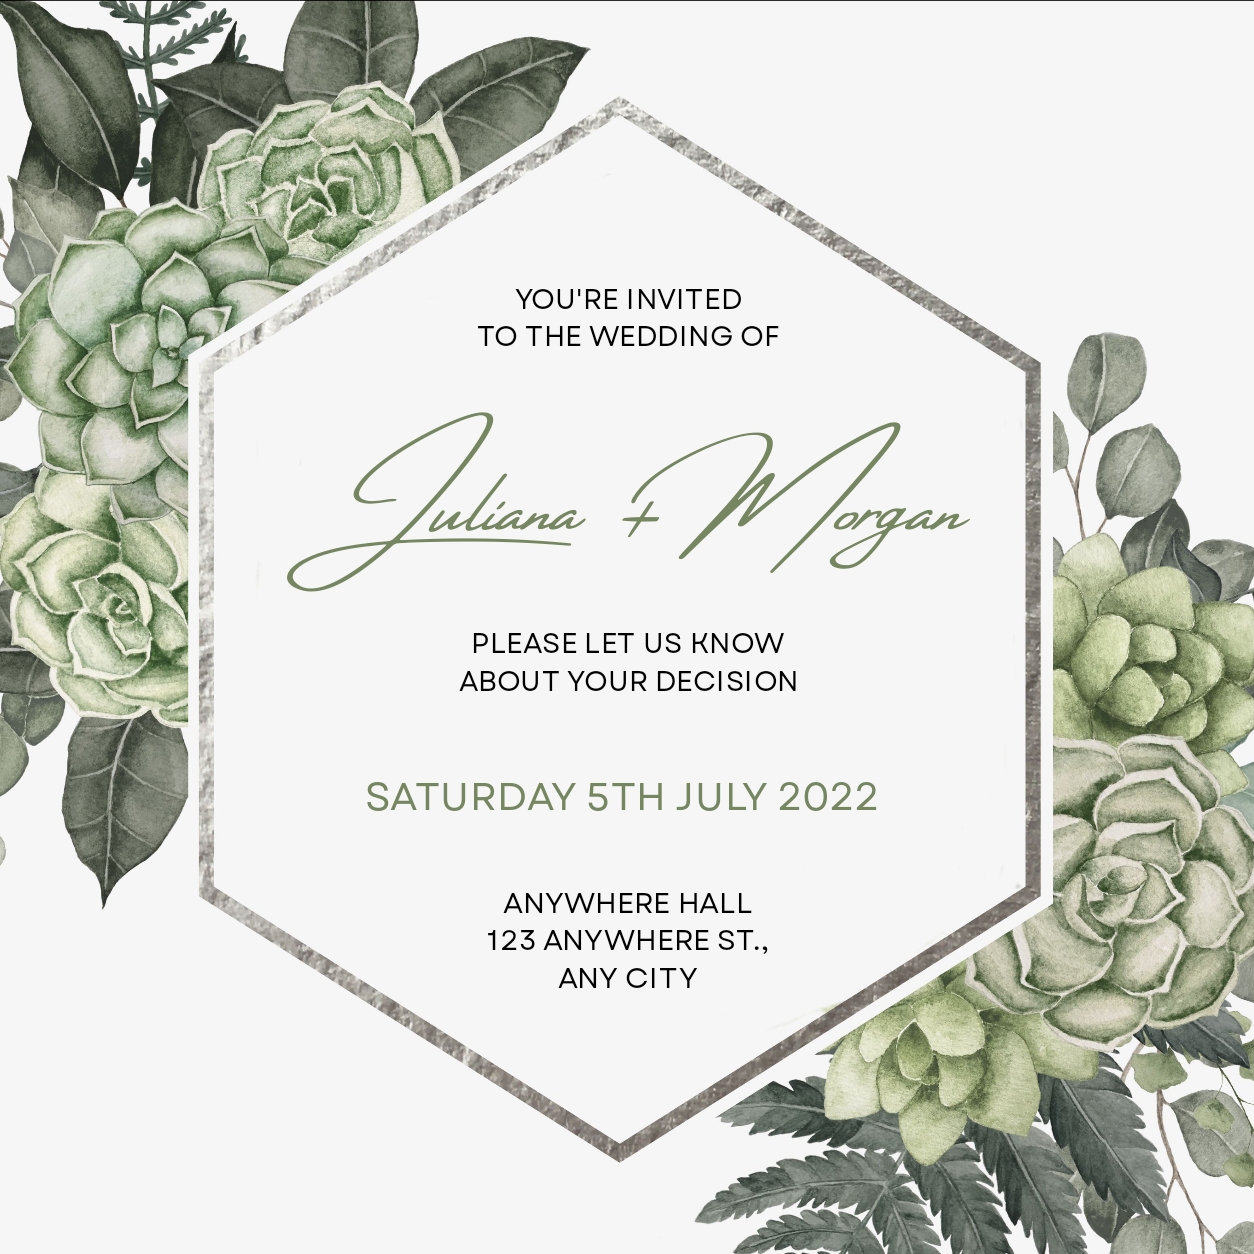 YOU'RE INVITED
TO THE WEDDING OF
Juliana + Morgan
PLEASE LET US KNOW
ABOUT YOUR DECISION
SATURDAY 5TH JULY 2022
ANYWHERE HALL
123 ANYWHERE ST.,
ANY CITY